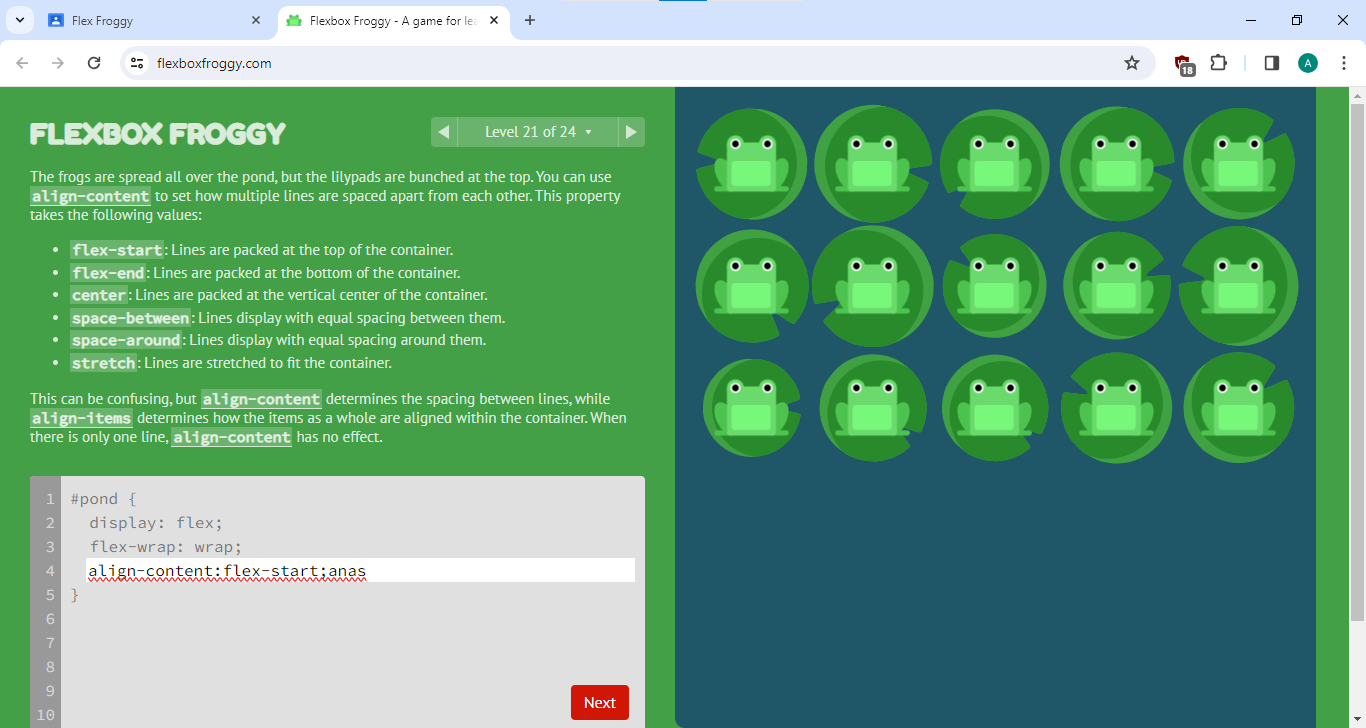 Flex Froggy
Flexbox Froggy - A game for lea
flexboxfroggy.com
18
A
FLEXBOX FROGGY
Level 21 of 24
The frogs are spread all over the pond, but the lilypads are bunched at the top. You can use
align-content to set how multiple lines are spaced apart from each other. This property
takes the following values:
• flex-start: Lines are packed at the top of the container.
• flex-end: Lines are packed at the bottom of the container.
• center: Lines are packed at the vertical center of the container.
• space-between: Lines display with equal spacing between them.
• space-around: Lines display with equal spacing around them.
• stretch: Lines are stretched to fit the container.
This can be confusing, but align-content determines the spacing between lines, while
align-items determines how the items as a whole are aligned within the container. When
there is only one line, align-content has no effect.
1 #pond {
2 display: flex;
3 flex-wrap: wrap;
4 align-content:flex-start;anas
5 }
6
7
8
9
10
Next